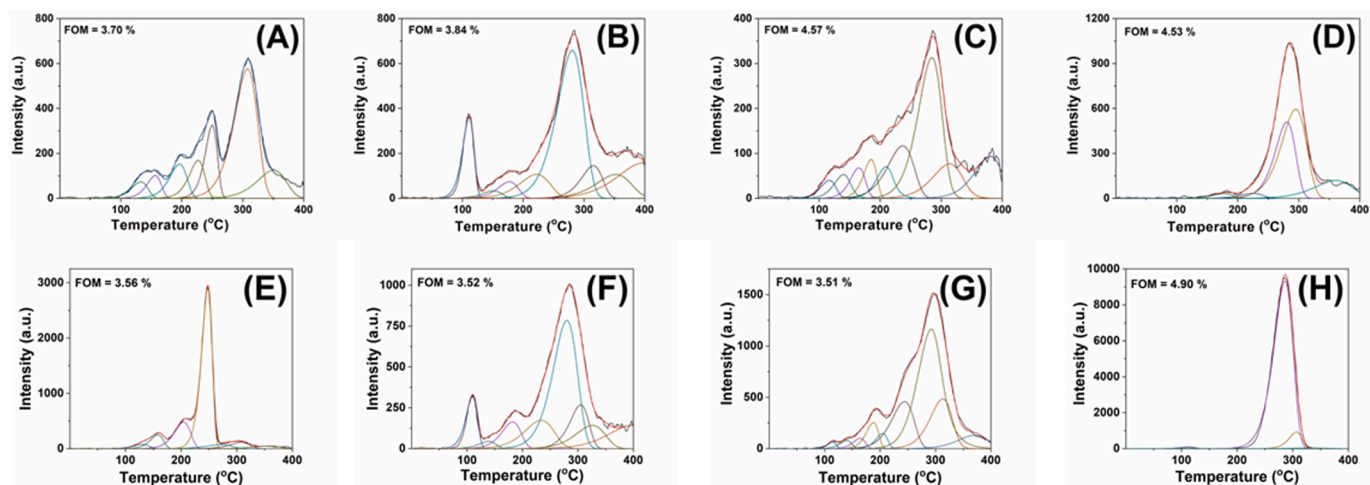 FOM = 3.70 %
(A)
Intensity (a.u.)
800
600
400
200
0
100 200 300 400
Temperature (°C)
FOM = 3.84 %
(B)
Intensity (a.u.)
800
600
400
200
0
100 200 300 400
Temperature (°C)
FOM = 4.57 %
(C)
Intensity (a.u.)
400
300
200
100
0
100 200 300 400
Temperature (°C)
FOM = 4.53 %
(D)
Intensity (a.u.)
1200
900
600
300
0
100 200 300 400
Temperature (°C)
FOM = 3.56 %
(E)
Intensity (a.u.)
3000
2000
1000
0
100 200 300 400
Temperature (°C)
FOM = 3.52 %
(F)
Intensity (a.u.)
1000
750
500
250
0
100 200 300 400
Temperature (°C)
FOM = 3.51 %
(G)
Intensity (a.u.)
1500
1000
500
0
100 200 300 400
Temperature (°C)
FOM = 4.90 %
(H)
Intensity (a.u.)
10000
8000
6000
4000
2000
0
100 200 300 400
Temperature (°C)